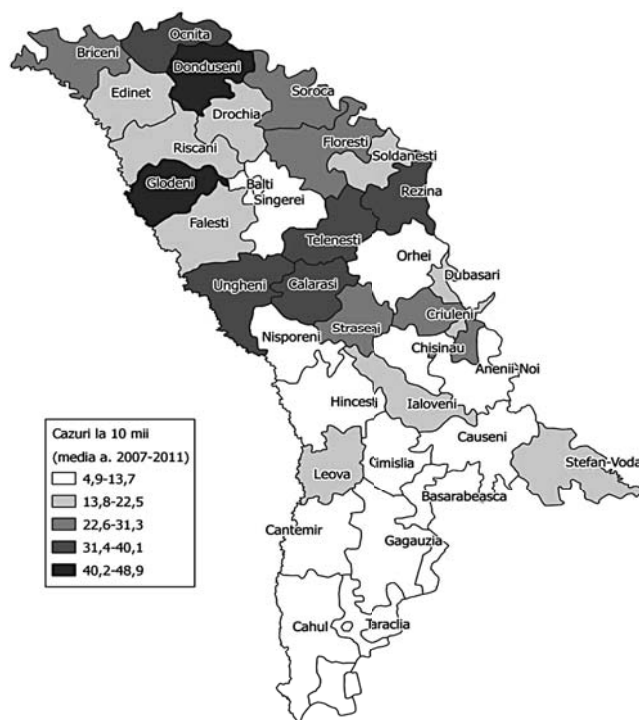 Ocnita
Briceni
Donduseni
Edinet
Soroca
Drochia
Floresti
Riscani
Soldanesti
Glodeni
Balti
Rezina
Singerei
Falesti
Telenesti
Orhei
Dubasari
Ungheni
Calarasi
Criuleni
Straseni
Nisporeni
Chisinau
Anenii-Noi
Hincesti
Ialoveni
Causeni
Cazuri la 10 mii
(media a. 2007-2011)
4,9-13,7
13,8-22,5
22,6-31,3
31,4-40,1
40,2-48,9
Leova
Cimislia
Stefan-Voda
Basarabeasca
Cantemir
Gagauzia
Cahul
Taraclia